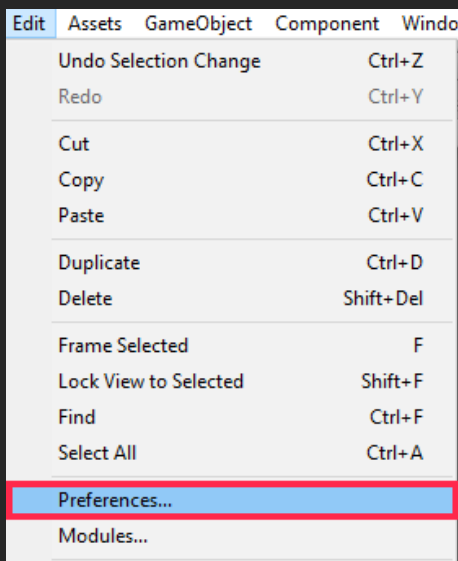 Edit Assets GameObject Component Windo
Undo Selection Change Ctrl+Z
Redo Ctrl+Y
Cut Ctrl+X
Copy Ctrl+C
Paste Ctrl+V
Duplicate Ctrl+D
Delete Shift+Del
Frame Selected F
Lock View to Selected Shift+F
Find Ctrl+F
Select All Ctrl+A
Preferences...
Modules...